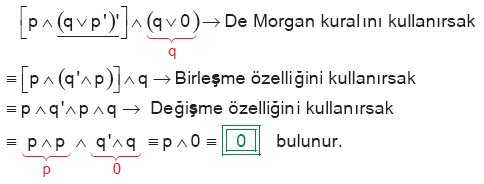 [p ∧ (q ∨ p')'] ∧ (q ∨ 0) → De Morgan kuralını kullanırsak
q
≡ [p ∧ (q' ∧ p)] ∧ q → Birleşme özelliğini kullanırsak
≡ p ∧ q' ∧ p ∧ q → Değişme özelliğini kullanırsak
≡ p ∧ p ∧ q' ∧ q ≡ p ∧ 0 ≡ 0 bulunur.
p 0